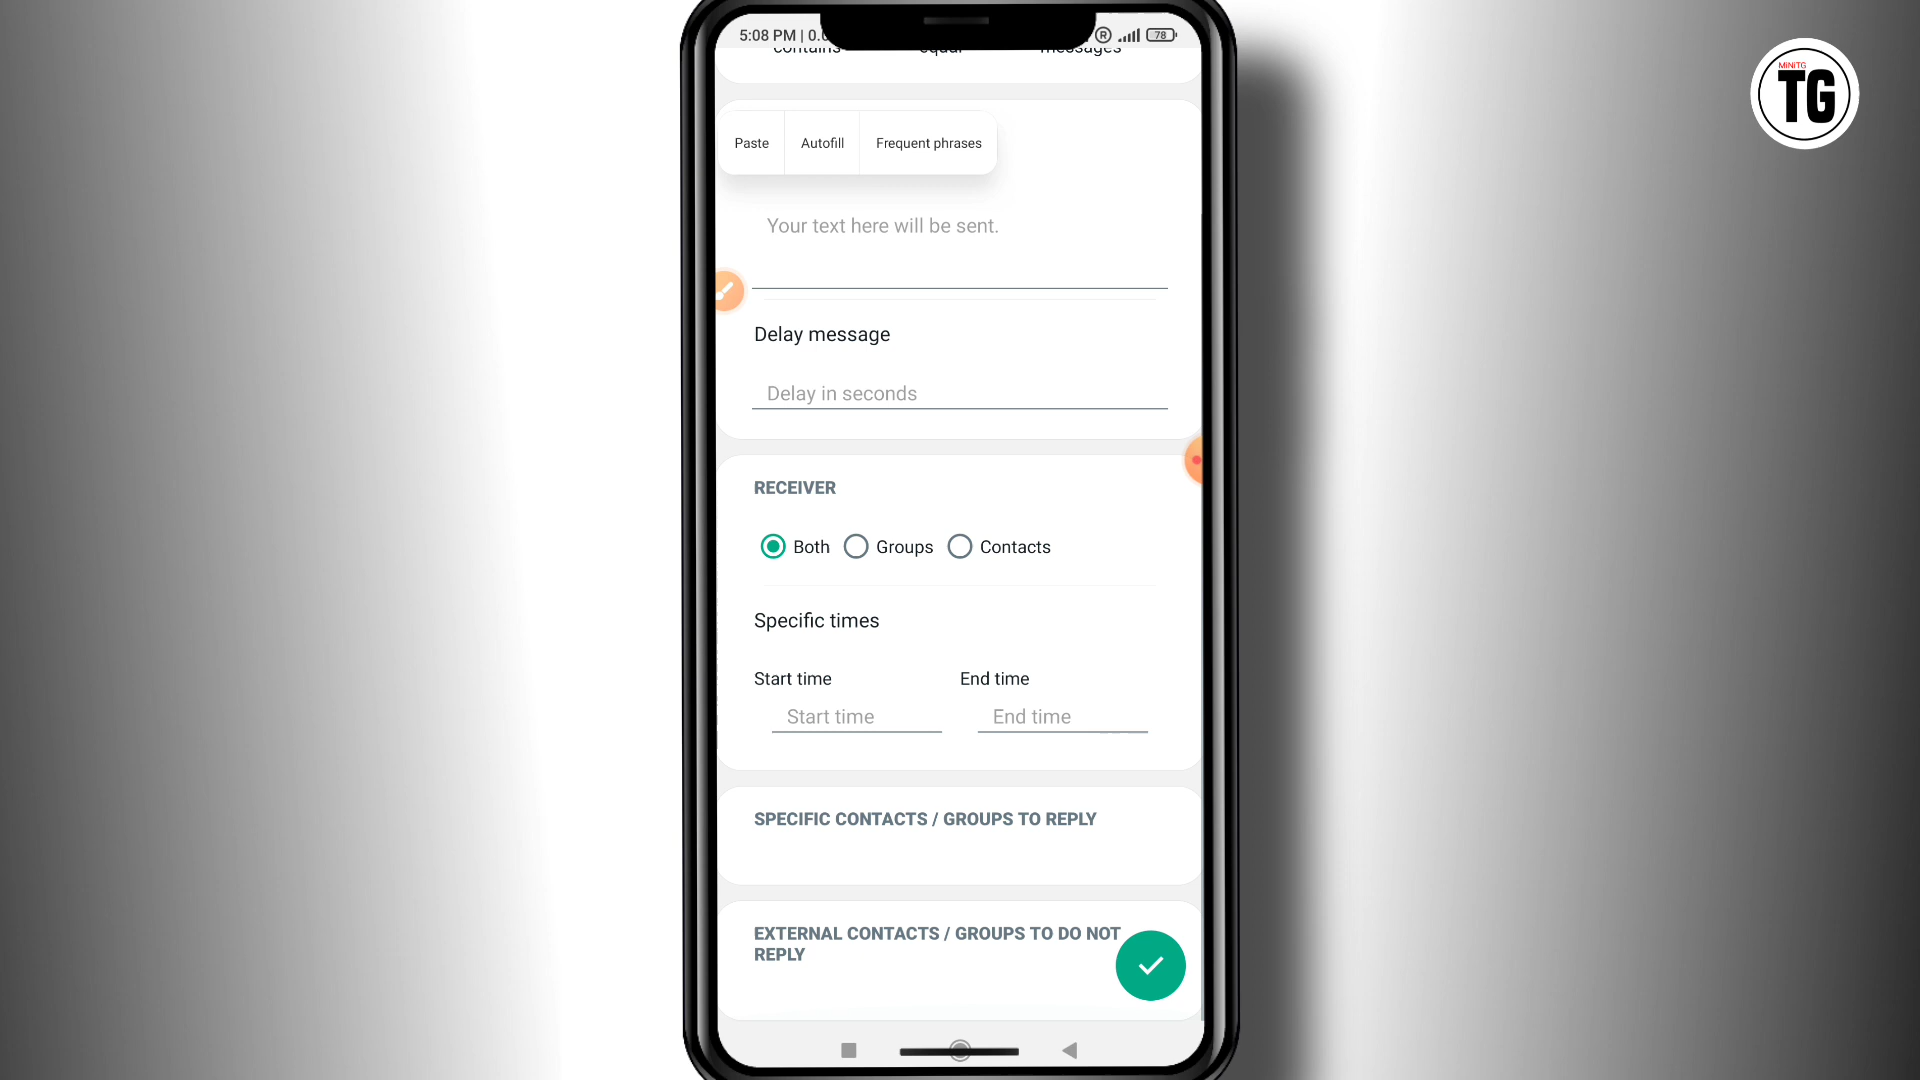 5:08 PM | 0.0
R
78
contains equal messages
MiNiTG
TG
Paste Autofill Frequent phrases
Your text here will be sent.
Delay message
Delay in seconds
RECEIVER
Both Groups Contacts
Specific times
Start time End time
Start time End time
SPECIFIC CONTACTS / GROUPS TO REPLY
EXTERNAL CONTACTS / GROUPS TO DO NOT
REPLY